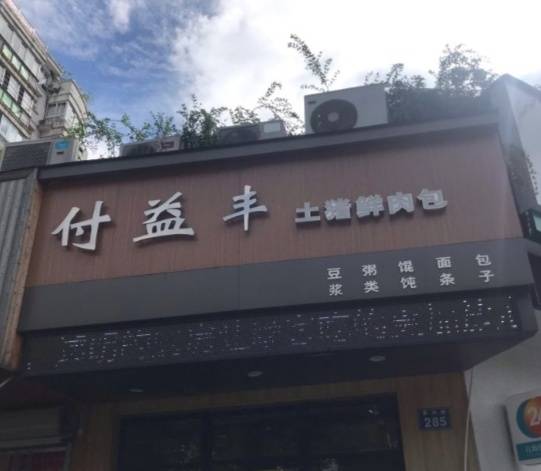 付益丰 土猪鲜肉包
豆浆 粥类 馄饨 面条 包子
285